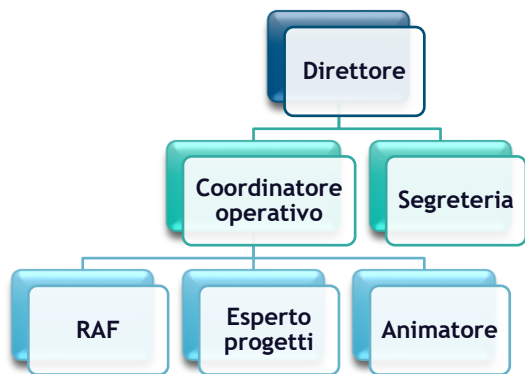 Direttore
Coordinatore
operativo
Segreteria
RAF
Esperto
progetti
Animatore